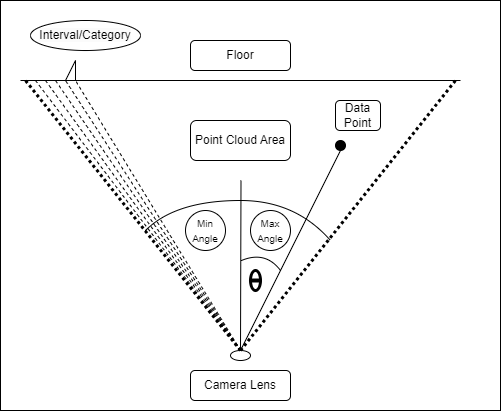 Interval/Category
Floor
Data
Point
Point Cloud Area
Min
Angle
Max
Angle
θ
Camera Lens